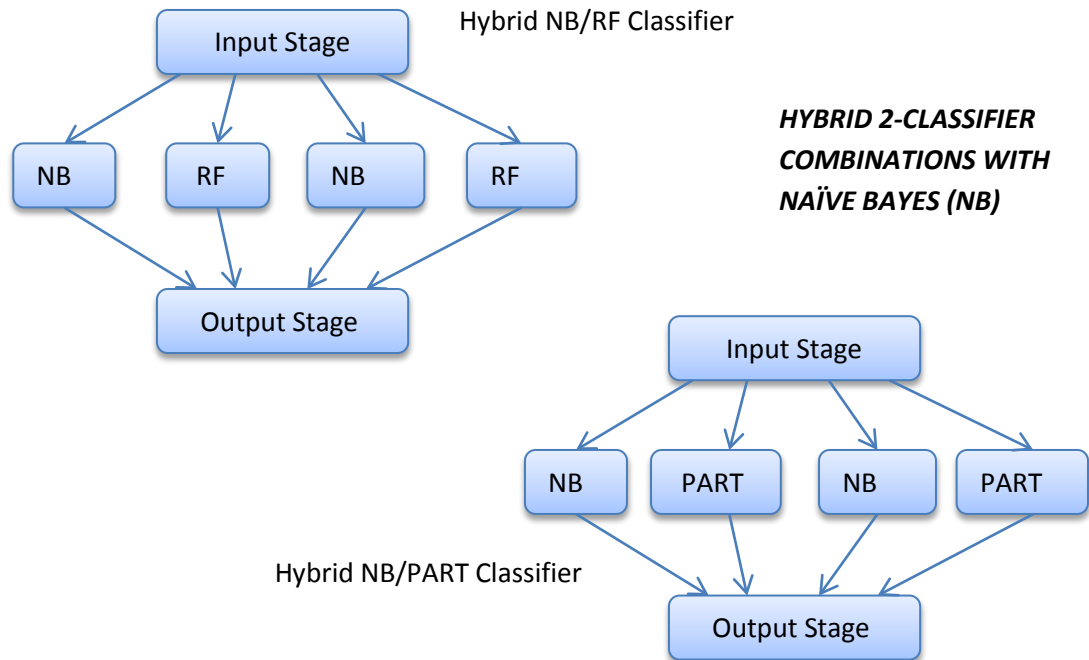 Hybrid NB/RF Classifier
Input Stage
NB
RF
NB
RF
Output Stage
HYBRID 2-CLASSIFIER
COMBINATIONS WITH
NAÏVE BAYES (NB)
Input Stage
NB
PART
NB
PART
Hybrid NB/PART Classifier
Output Stage